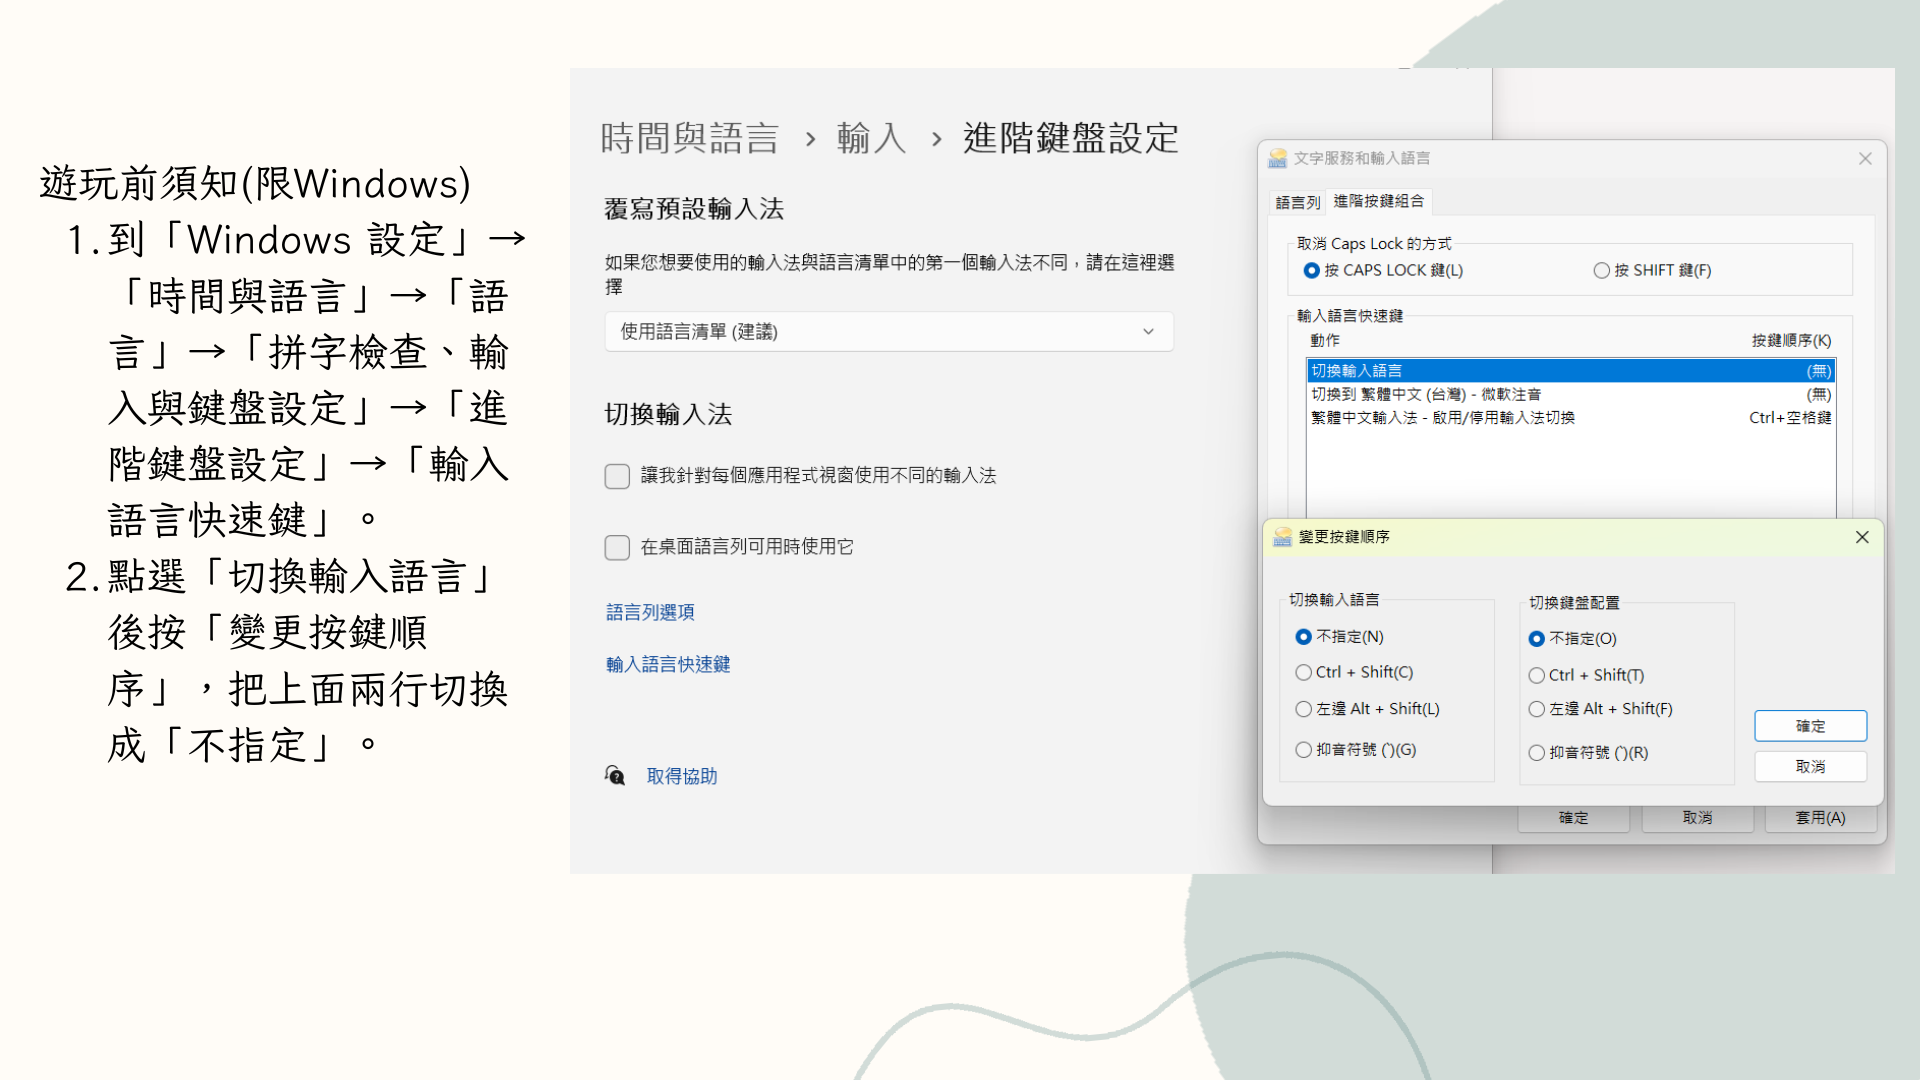 遊玩前須知(限Windows)
1. 到「Windows 設定」→
「時間與語言」→「語
言」→「拼字檢查、輸
入與鍵盤設定」→「進
階鍵盤設定」→「輸入
語言快速鍵」。
2. 點選「切換輸入語言」
後按「變更按鍵順
序」，把上面兩行切換
成「不指定」。
時間與語言 › 輸入 › 進階鍵盤設定
覆寫預設輸入法
如果您想要使用的輸入法與語言清單中的第一個輸入法不同，請在這裡選
擇
使用語言清單 (建議)
切換輸入法
讓我針對每個應用程式視窗使用不同的輸入法
在桌面語言列可用時使用它
語言列選項
輸入語言快速鍵
取得協助
文字服務和輸入語言
語言列 進階按鍵組合
取消 Caps Lock 的方式
按 CAPS LOCK 鍵(L) 按 SHIFT 鍵(F)
輸入語言快速鍵
動作 按鍵順序(K)
切換輸入語言 (無)
切換到 繁體中文 (台灣) - 微軟注音 (無)
繁體中文輸入法 - 啟用/停用輸入法切換 Ctrl+空格鍵
變更按鍵順序
切換輸入語言
不指定(N)
Ctrl + Shift(C)
左邊 Alt + Shift(L)
抑音符號 (`)(G)
切換鍵盤配置
不指定(O)
Ctrl + Shift(T)
左邊 Alt + Shift(F)
抑音符號 (`)(R)
確定
取消
確定 取消 套用(A)